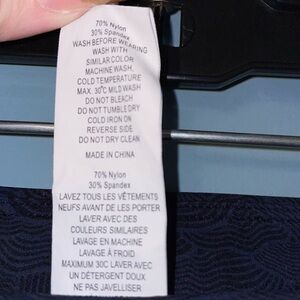 70% Nylon
30% Spandex
WASH BEFORE WEARING
WASH WITH
SIMILAR COLOR
MACHINE WASH,
COLD TEMPERATURE
MAX. 30°C MILD WASH
DO NOT BLEACH
DO NOT TUMBLE DRY
COLD IRON ON
REVERSE SIDE
DO NOT DRY CLEAN
MADE IN CHINA
70% Nylon
30% Spandex
LAVEZ TOUS LES VÊTEMENTS
NEUFS AVANT DE LES PORTER
LAVER AVEC DES
COULEURS SIMILAIRES
LAVAGE EN MACHINE
LAVAGE À FROID
MAXIMUM 30C LAVER AVEC
UN DÉTERGENT DOUX
NE PAS JAVELLISER